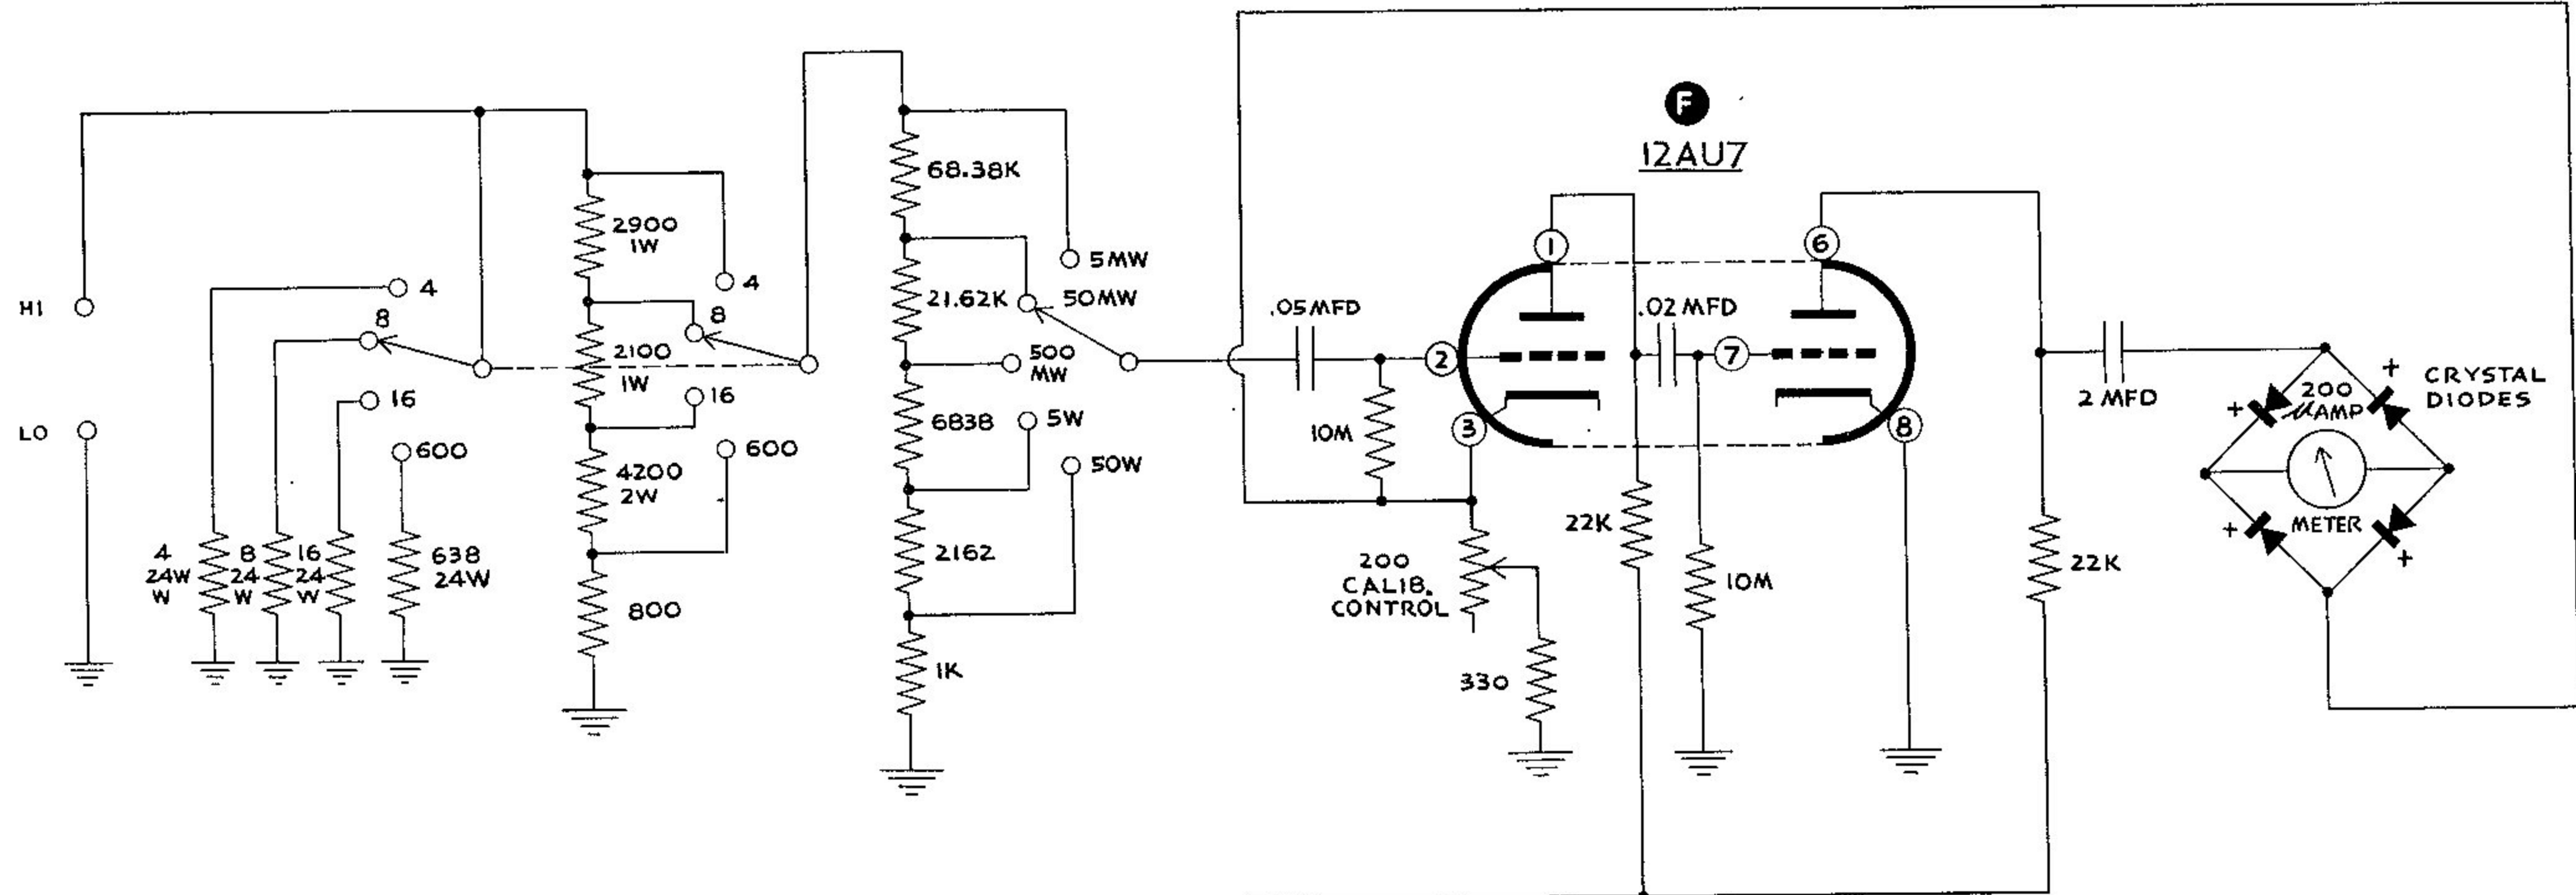 HI
LO
4
8
16
600
4
24W
W
8
24
W
16
24
W
638
24W
2900
1W
2100
1W
4200
2W
800
4
8
16
600
68.38K
21.62K
6838
2162
1K
5MW
50MW
500
MW
5W
50W
F
12AU7
.05MFD
10M
1
2
3
200
CALIB.
CONTROL
330
22K
.02MFD
10M
6
7
8
22K
2 MFD
+
+
+
+
200
µAMP
METER
CRYSTAL
DIODES